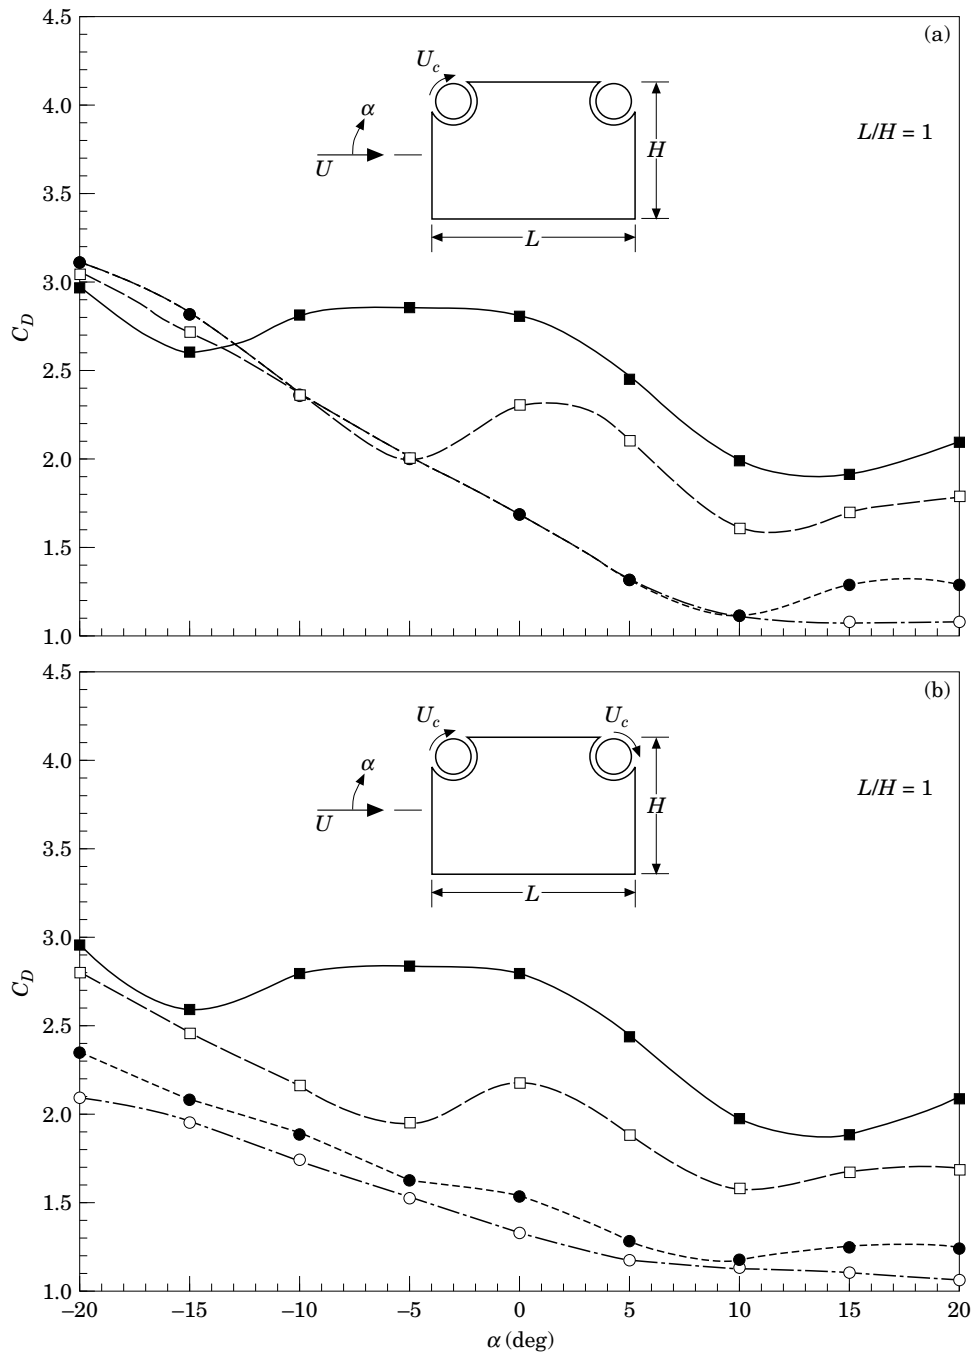 4.5
(a)
U_c
4.0
α
L/H = 1
H
U
3.5
L
3.0
C_D
2.5
2.0
1.5
1.0
4.5
(b)
U_c
U_c
4.0
α
L/H = 1
H
U
3.5
L
3.0
C_D
2.5
2.0
1.5
1.0
–20 –15 –10 –5 0 5 10 15 20
α (deg)